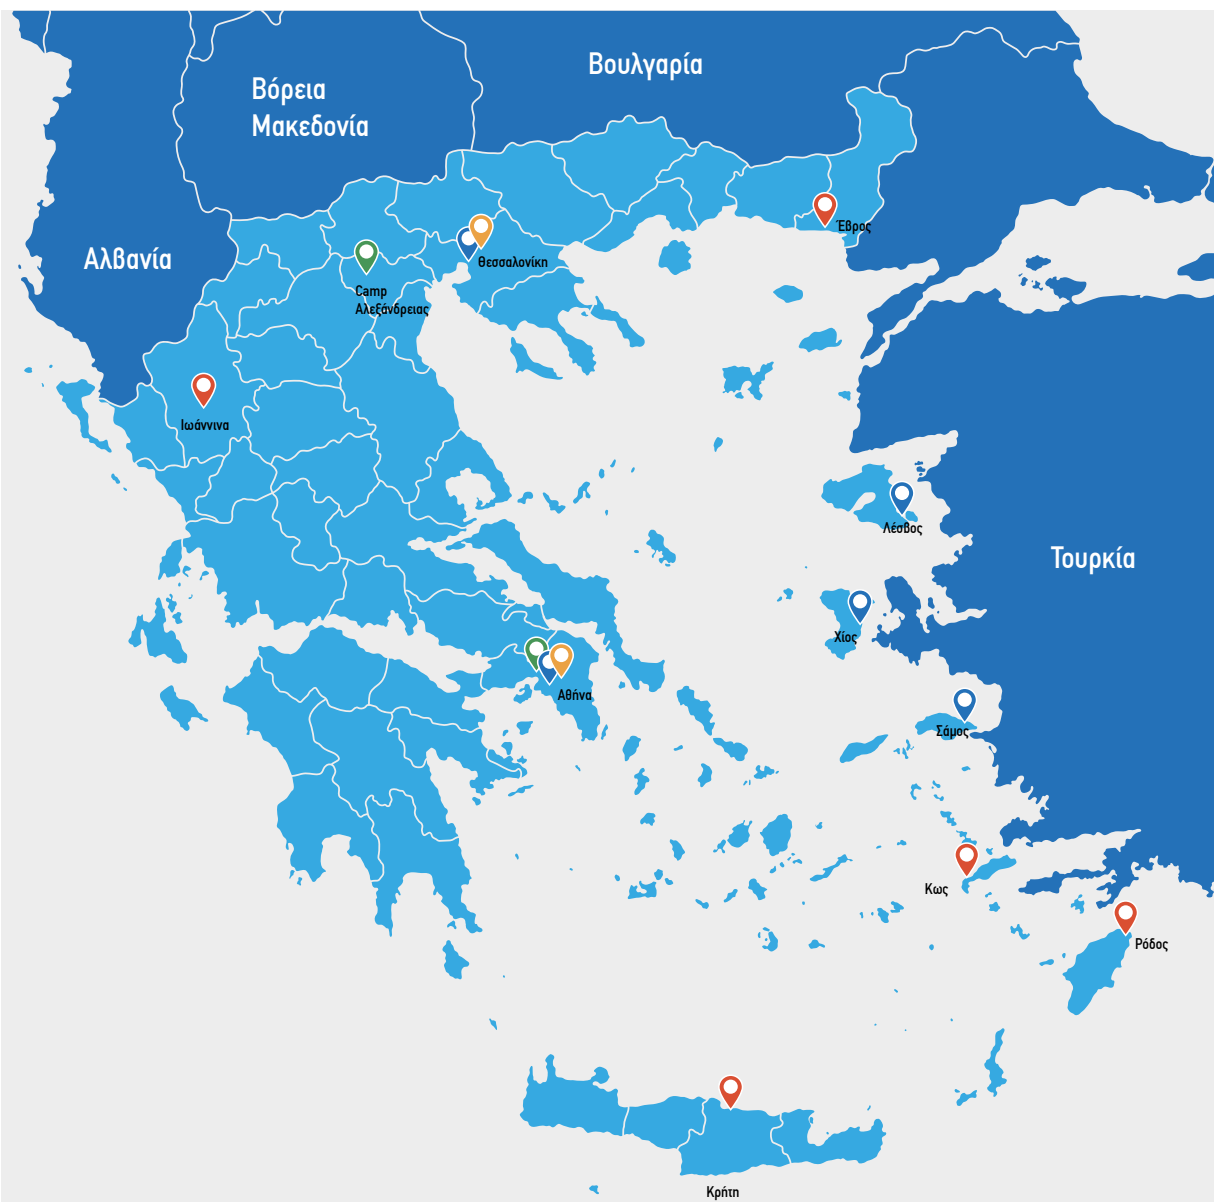 Βουλγαρία
Βόρεια
Μακεδονία
Αλβανία
Έβρος
Θεσσαλονίκη
Camp
Αλεξάνδρειας
Ιωάννινα
Λέσβος
Τουρκία
Χίος
Αθήνα
Σάμος
Κως
Ρόδος
Κρήτη